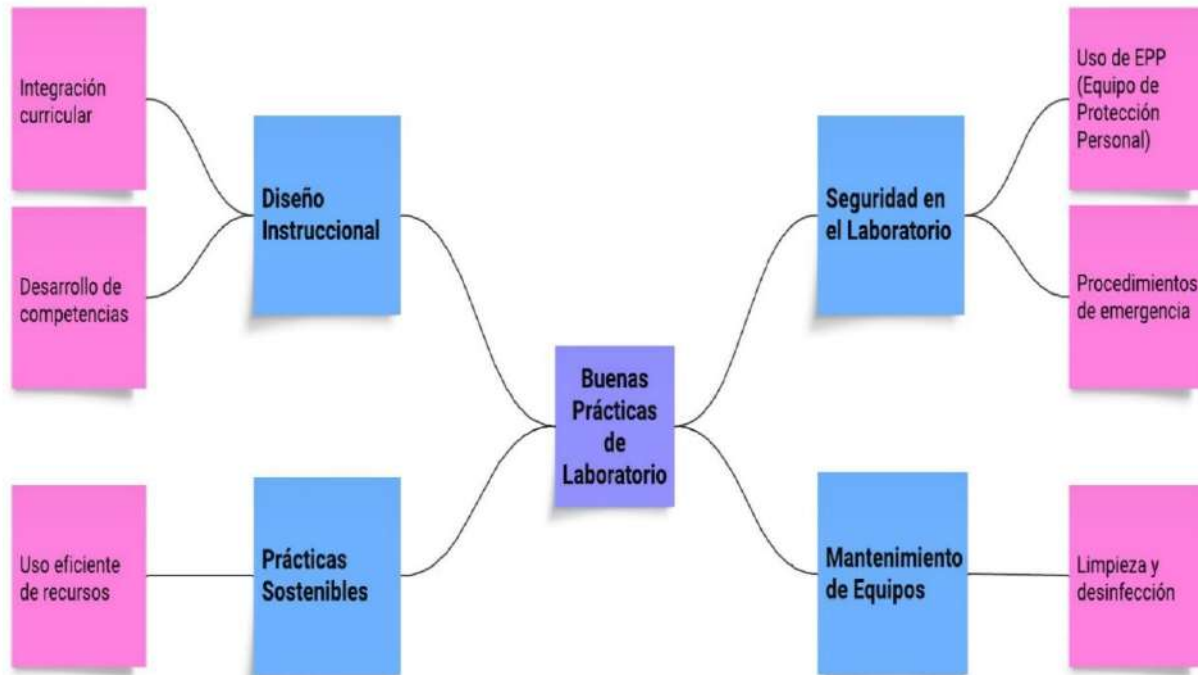 Integración
curricular
Desarrollo de
competencias
Diseño
Instruccional
Uso eficiente
de recursos
Prácticas
Sostenibles
Buenas
Prácticas
de
Laboratorio
Seguridad en
el Laboratorio
Uso de EPP
(Equipo de
Protección
Personal)
Procedimientos
de emergencia
Mantenimiento
de Equipos
Limpieza y
desinfección